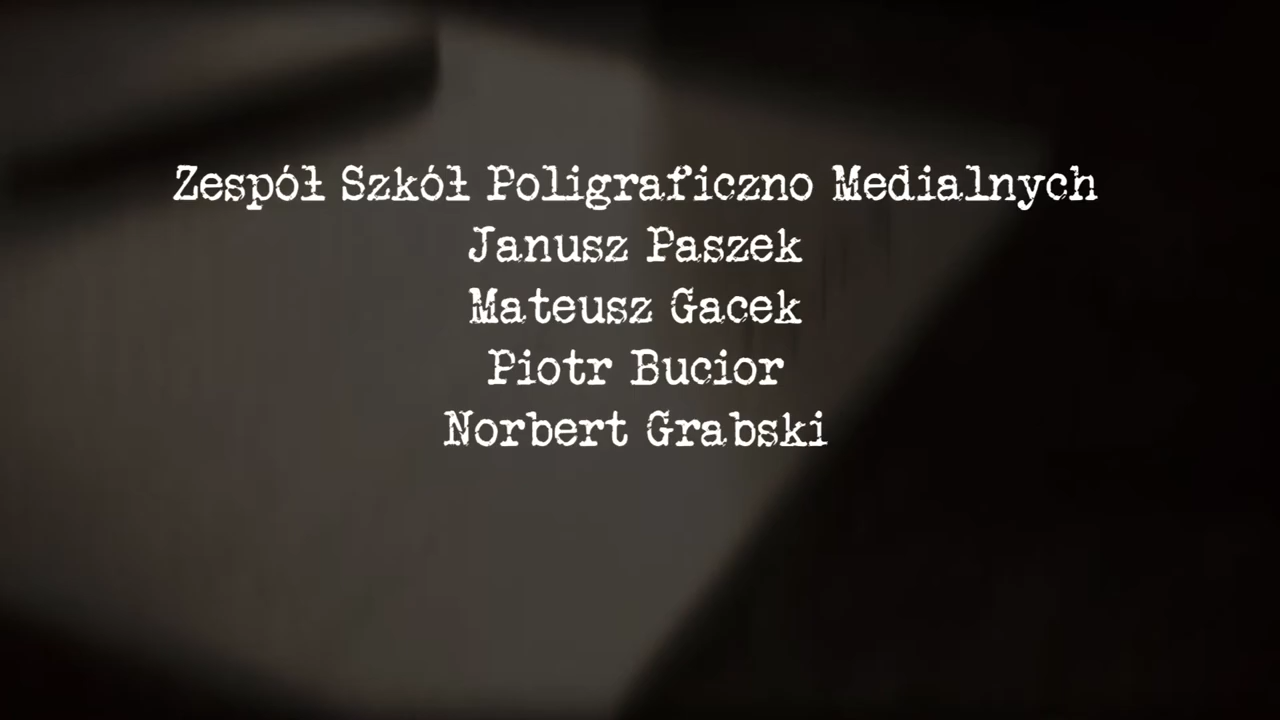 Zespół Szkół Poligraficzno Medialnych
Janusz Paszek
Mateusz Gacek
Piotr Bucior
Norbert Grabski